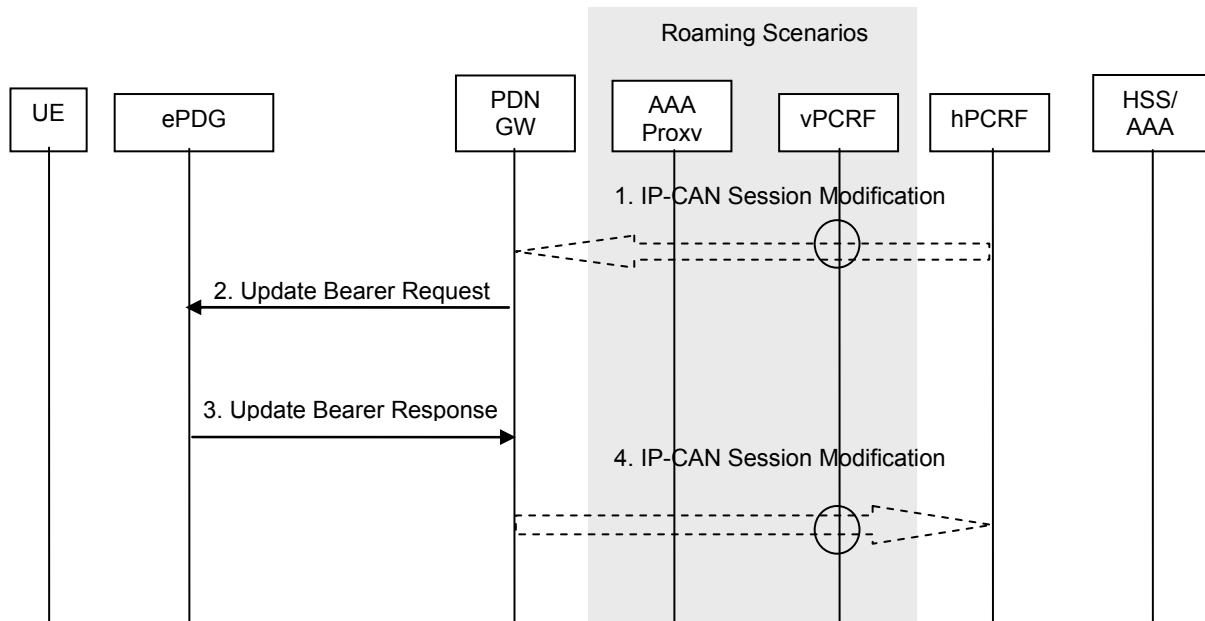 Roaming Scenarios
UE
ePDG
PDN
GW
AAA
Proxv
vPCRF
hPCRF
HSS/
AAA
1. IP-CAN Session Modification
2. Update Bearer Request
3. Update Bearer Response
4. IP-CAN Session Modification